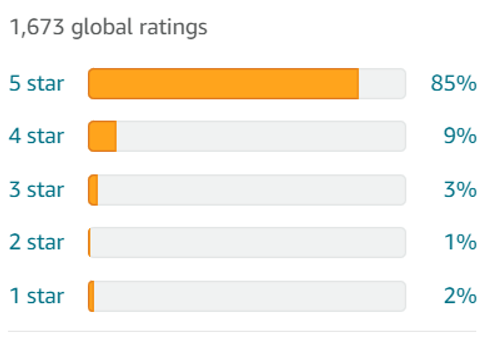 1,673 global ratings
5 star 85%
4 star 9%
3 star 3%
2 star 1%
1 star 2%